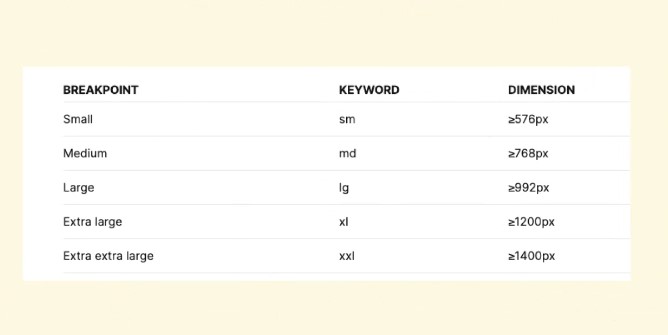 BREAKPOINT KEYWORD DIMENSION
Small sm ≥576px
Medium md ≥768px
Large lg ≥992px
Extra large xl ≥1200px
Extra extra large xxl ≥1400px